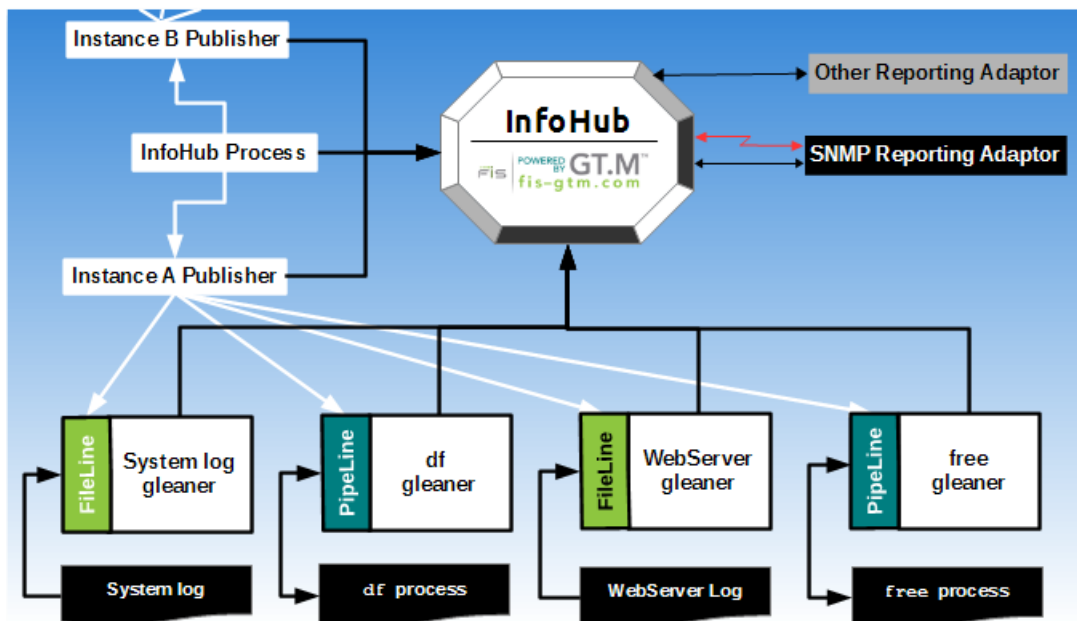 Instance B Publisher
Other Reporting Adaptor
InfoHub
InfoHub Process
FIS
POWERED
BY
GT.M™
fis-gtm.com
SNMP Reporting Adaptor
Instance A Publisher
FileLine
System log
gleaner
PipeLine
df
gleaner
FileLine
WebServer
gleaner
PipeLine
free
gleaner
System log
df process
WebServer Log
free process